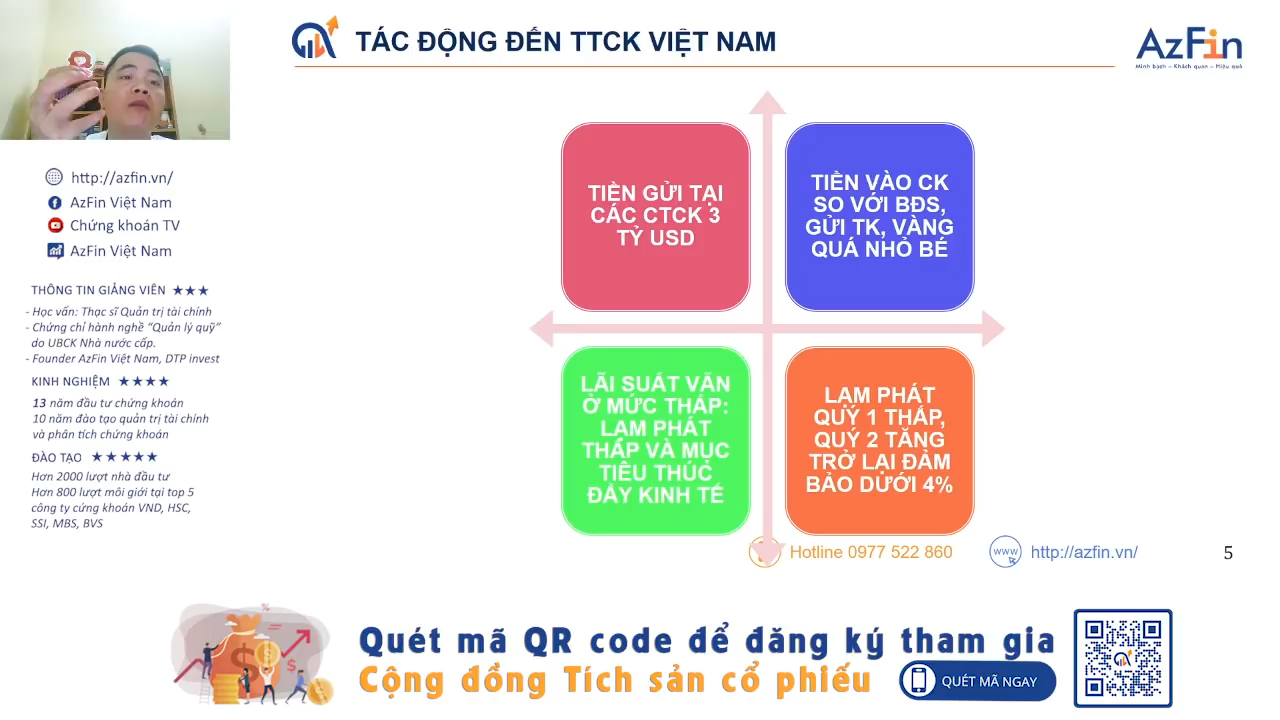 TÁC ĐỘNG ĐẾN TTCK VIỆT NAM
AzFin
Minh bạch – Khách quan – Hiệu quả
http://azfin.vn/
AzFin Việt Nam
Chứng khoán TV
AzFin Việt Nam
THÔNG TIN GIẢNG VIÊN ★★★
- Học vấn: Thạc sĩ Quản trị tài chính
- Chứng chỉ hành nghề “Quản lý quỹ”
do UBCK Nhà nước cấp.
- Founder AzFin Việt Nam, DTP invest
KINH NGHIỆM ★★★★
13 năm đầu tư chứng khoán
10 năm đào tạo quản trị tài chính
và phân tích chứng khoán
ĐÀO TẠO ★★★★★
Hơn 2000 lượt nhà đầu tư
Hơn 800 lượt môi giới tại top 5
công ty cứng khoán VND, HSC,
SSI, MBS, BVS
TIỀN GỬI TẠI
CÁC CTCK 3
TỶ USD
TIỀN VÀO CK
SO VỚI BĐS,
GỬI TK, VÀNG
QUÁ NHỎ BÉ
LÃI SUẤT VẪN
Ở MỨC THẤP:
LẠM PHÁT
THẤP VÀ MỤC
TIÊU THÚC
ĐẨY KINH TẾ
LẠM PHÁT
QUÝ 1 THẤP,
QUÝ 2 TĂNG
TRỞ LẠI ĐẢM
BẢO DƯỚI 4%
Hotline 0977 522 860
www
http://azfin.vn/
5
Quét mã QR code để đăng ký tham gia
Cộng đồng Tích sản cổ phiếu
QUÉT MÃ NGAY